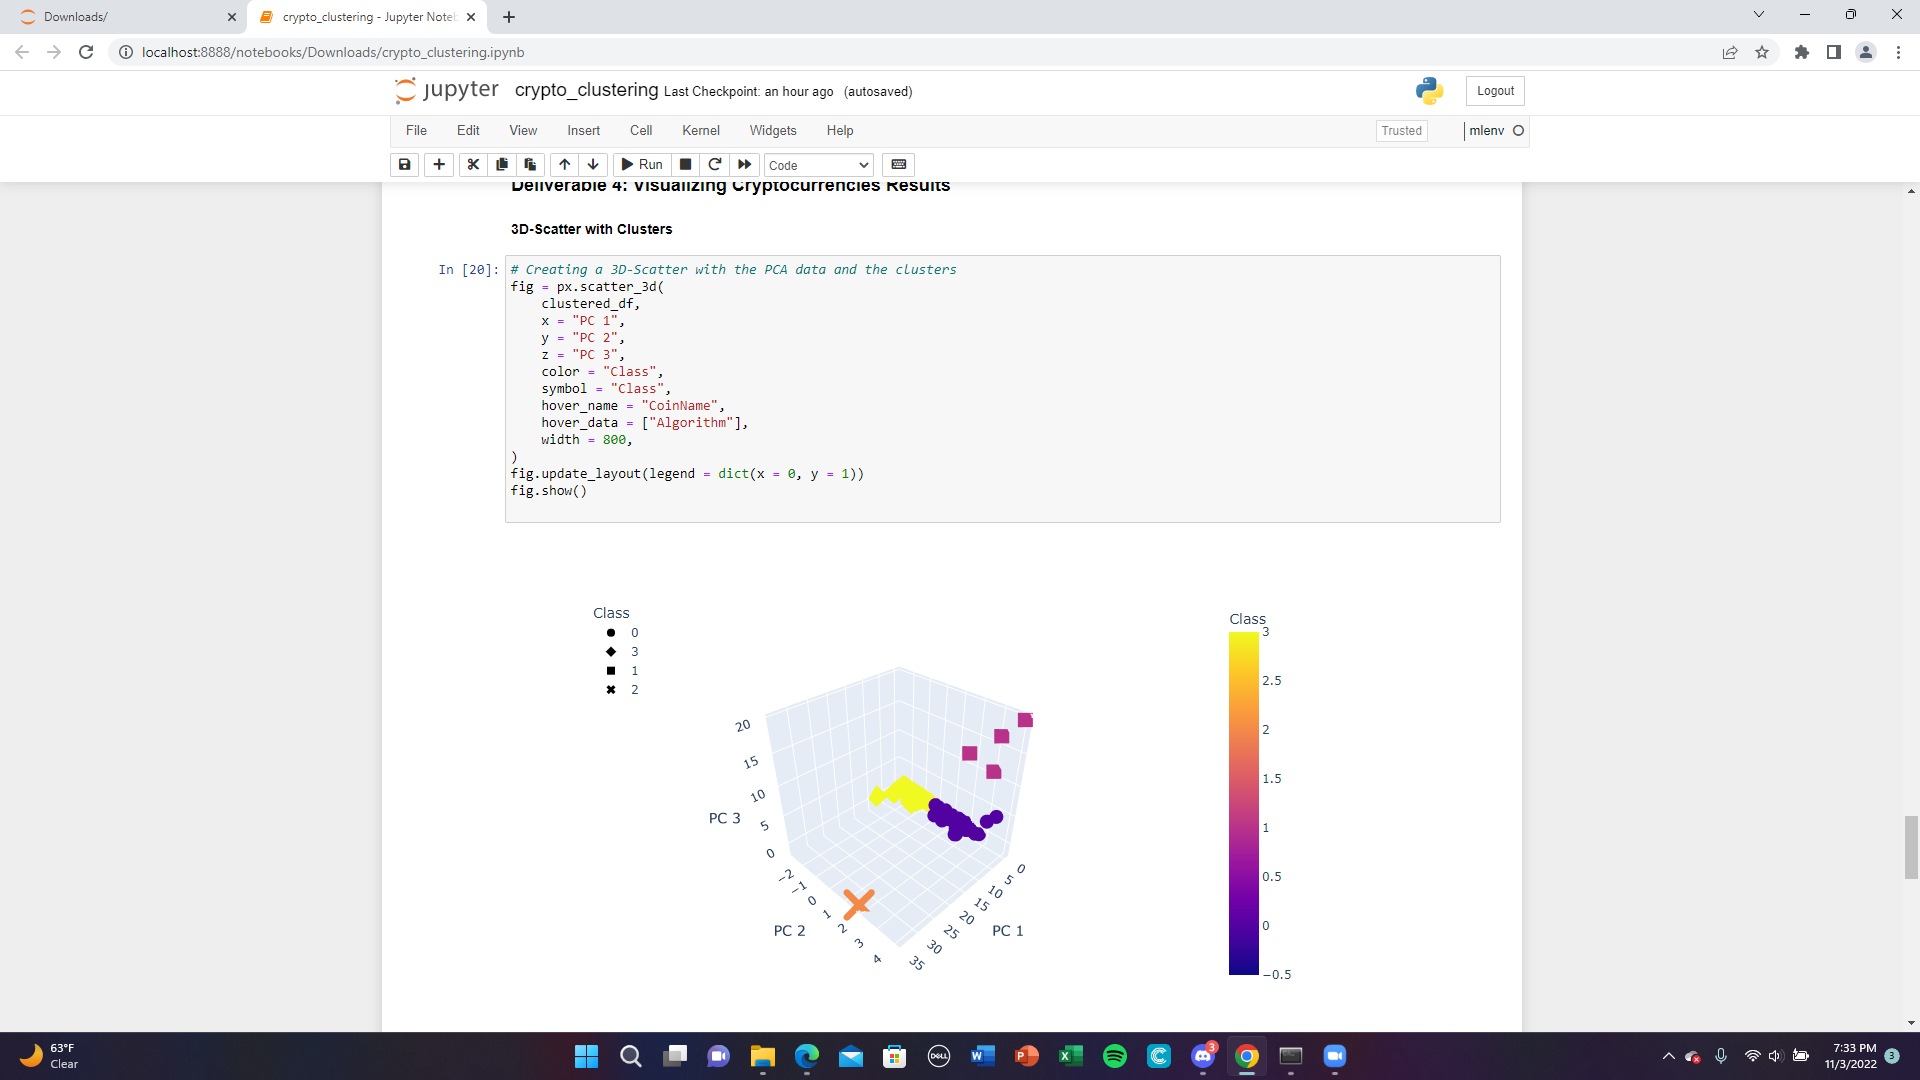 Downloads/
crypto_clustering - Jupyter Noteb
localhost:8888/notebooks/Downloads/crypto_clustering.ipynb
jupyter crypto_clustering Last Checkpoint: an hour ago (autosaved)
Logout
File Edit View Insert Cell Kernel Widgets Help
Trusted
mlenv
Run
Code
Deliverable 4: Visualizing Cryptocurrencies Results
3D-Scatter with Clusters
In [20]:
# Creating a 3D-Scatter with the PCA data and the clusters
fig = px.scatter_3d(
    clustered_df,
    x = "PC 1",
    y = "PC 2",
    z = "PC 3",
    color = "Class",
    symbol = "Class",
    hover_name = "CoinName",
    hover_data = ["Algorithm"],
    width = 800,
)
fig.update_layout(legend = dict(x = 0, y = 1))
fig.show()
Class
0
3
1
2
20
15
10
5
0
PC 3
−2
−1
0
1
2
3
4
PC 2
0
5
10
15
20
25
30
35
PC 1
Class
3
2.5
2
1.5
1
0.5
0
−0.5
63°F
Clear
DELL
3
7:33 PM
11/3/2022
3